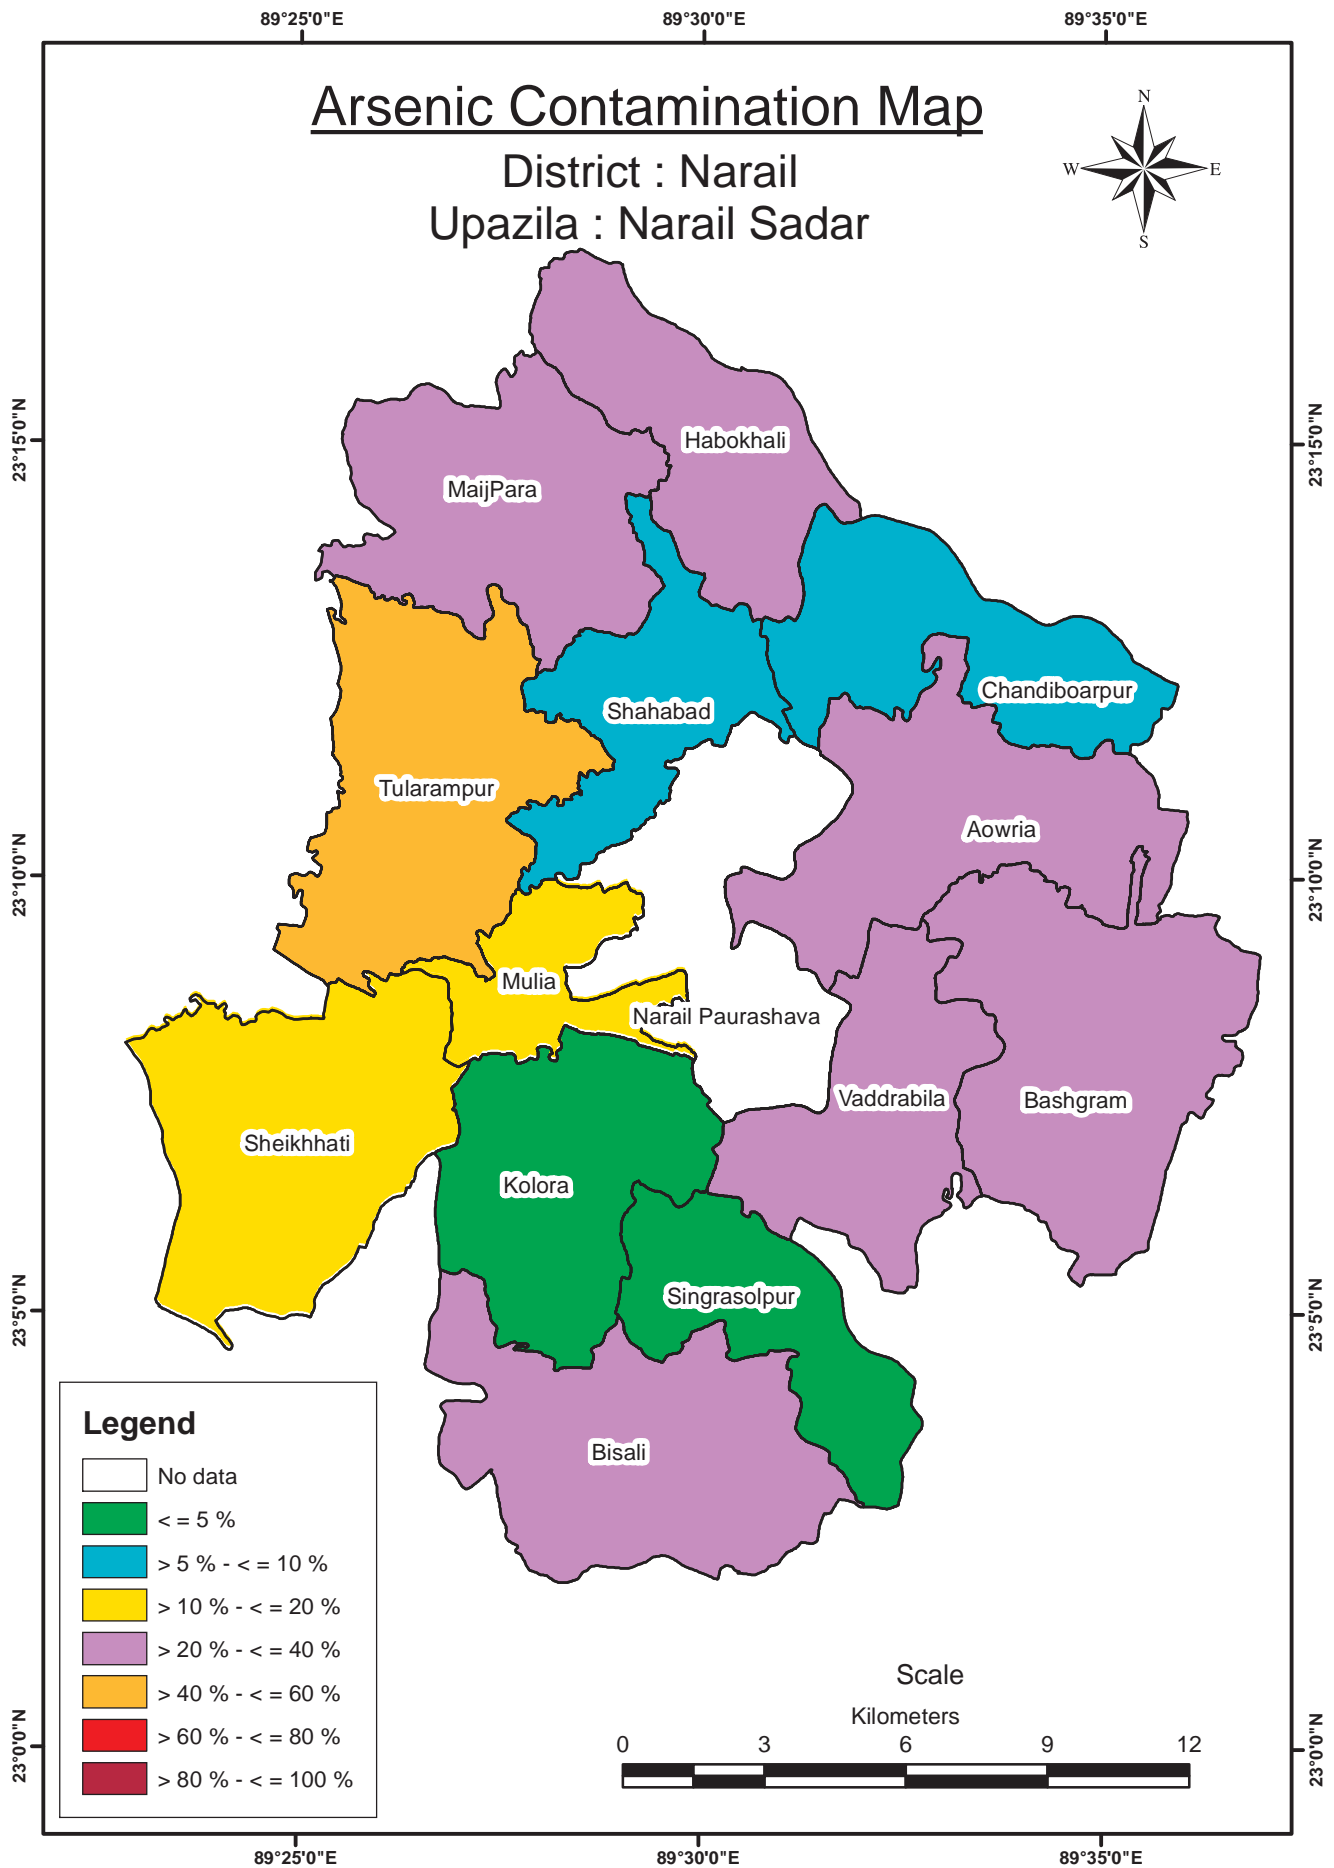 89°25'0"E
89°30'0"E
89°35'0"E
Arsenic Contamination Map
District : Narail
Upazila : Narail Sadar
N
W
E
S
23°15'0"N
23°15'0"N
Habokhali
MaijPara
Chandiboarpur
Shahabad
Tularampur
Aowria
23°10'0"N
23°10'0"N
Mulia
Narail Paurashava
Vaddrabila
Bashgram
Sheikhhati
Kolora
Singrasolpur
23°5'0"N
23°5'0"N
Bisali
Legend
No data
< = 5 %
> 5 % - < = 10 %
> 10 % - < = 20 %
> 20 % - < = 40 %
> 40 % - < = 60 %
> 60 % - < = 80 %
> 80 % - < = 100 %
Scale
Kilometers
0 3 6 9 12
23°0'0"N
23°0'0"N
89°25'0"E
89°30'0"E
89°35'0"E